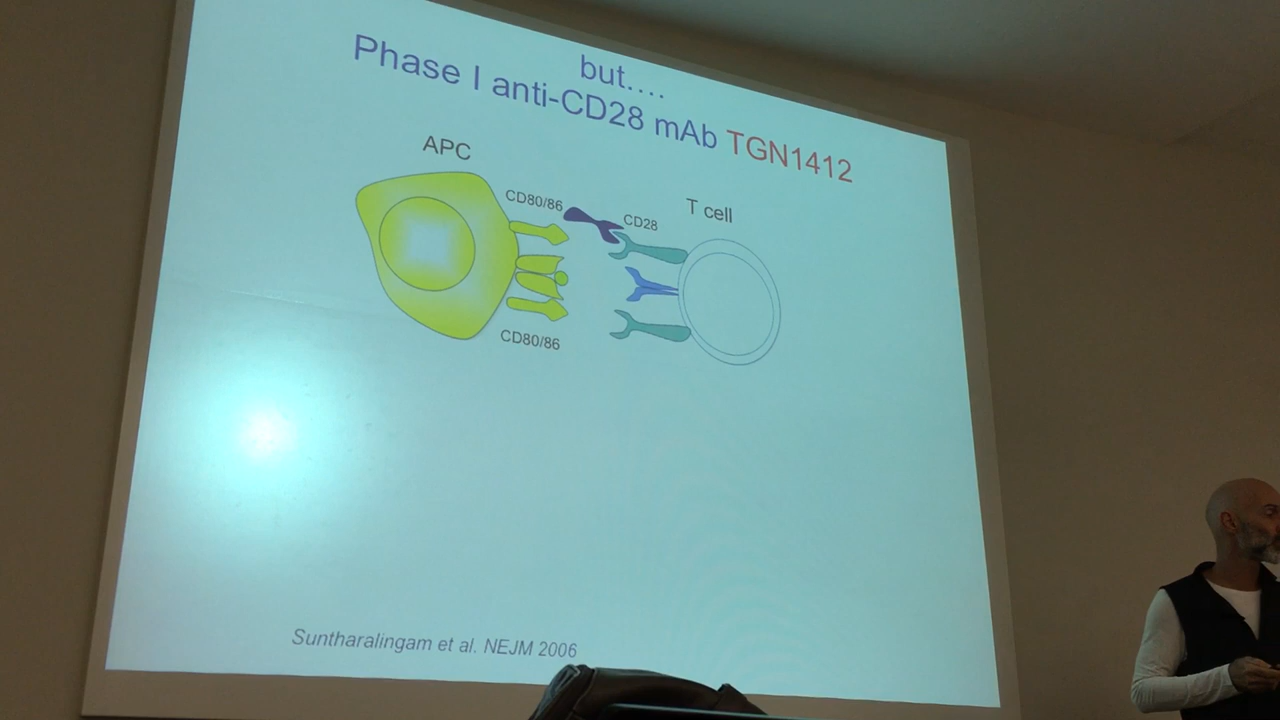 but....
Phase I anti-CD28 mAb TGN1412
APC
CD80/86
CD28
T cell
CD80/86
Suntharalingam et al. NEJM 2006